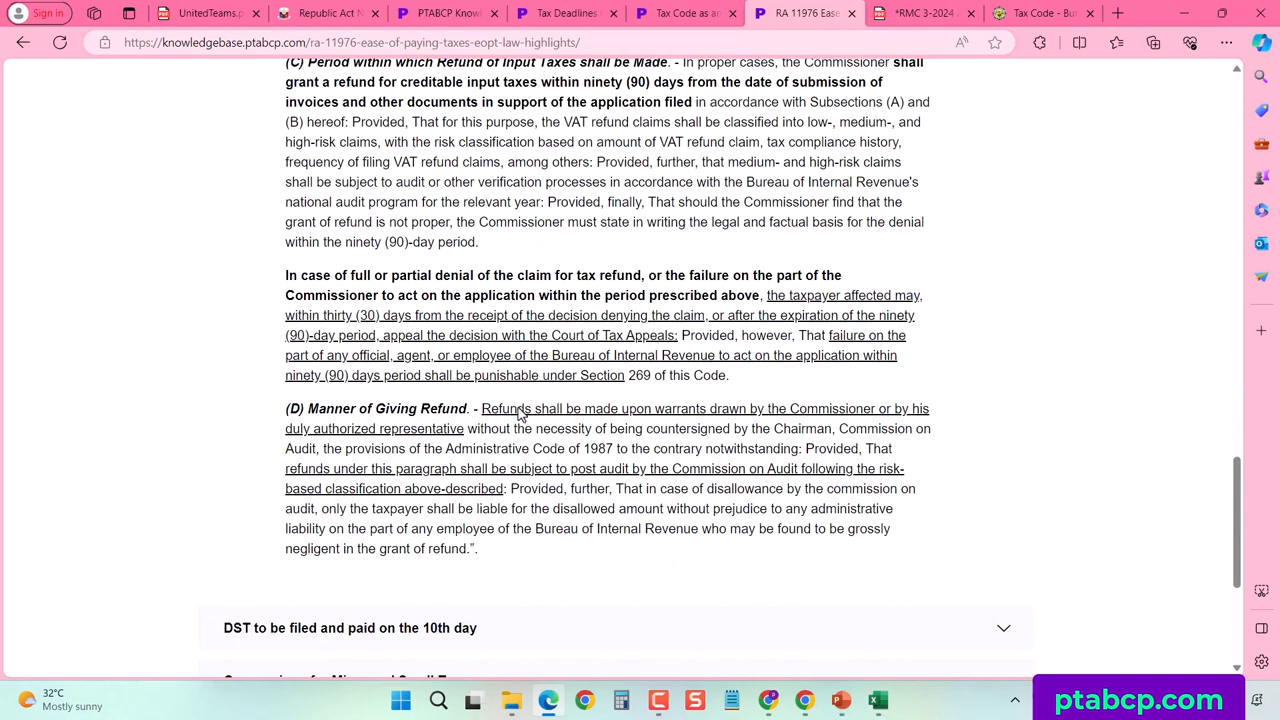 Sign in
UnitedTeams.p
Republic Act N
PTABCP Knowl
Tax Deadlines
Tax Code as a
RA 11976 Ease
*RMC 3-2024
Tax Code - Bu
https://knowledgebase.ptabcp.com/ra-11976-ease-of-paying-taxes-eopt-law-highlights/
(C) Period within which Refund of Input Taxes shall be Made. - In proper cases, the Commissioner shall
grant a refund for creditable input taxes within ninety (90) days from the date of submission of
invoices and other documents in support of the application filed in accordance with Subsections (A) and
(B) hereof: Provided, That for this purpose, the VAT refund claims shall be classified into low-, medium-, and
high-risk claims, with the risk classification based on amount of VAT refund claim, tax compliance history,
frequency of filing VAT refund claims, among others: Provided, further, that medium- and high-risk claims
shall be subject to audit or other verification processes in accordance with the Bureau of Internal Revenue's
national audit program for the relevant year: Provided, finally, That should the Commissioner find that the
grant of refund is not proper, the Commissioner must state in writing the legal and factual basis for the denial
within the ninety (90)-day period.
In case of full or partial denial of the claim for tax refund, or the failure on the part of the
Commissioner to act on the application within the period prescribed above, the taxpayer affected may,
within thirty (30) days from the receipt of the decision denying the claim, or after the expiration of the ninety
(90)-day period, appeal the decision with the Court of Tax Appeals: Provided, however, That failure on the
part of any official, agent, or employee of the Bureau of Internal Revenue to act on the application within
ninety (90) days period shall be punishable under Section 269 of this Code.
(D) Manner of Giving Refund. - Refunds shall be made upon warrants drawn by the Commissioner or by his
duly authorized representative without the necessity of being countersigned by the Chairman, Commission on
Audit, the provisions of the Administrative Code of 1987 to the contrary notwithstanding: Provided, That
refunds under this paragraph shall be subject to post audit by the Commission on Audit following the risk-
based classification above-described: Provided, further, That in case of disallowance by the commission on
audit, only the taxpayer shall be liable for the disallowed amount without prejudice to any administrative
liability on the part of any employee of the Bureau of Internal Revenue who may be found to be grossly
negligent in the grant of refund.”.
DST to be filed and paid on the 10th day
32°C
Mostly sunny
ptabcp.com